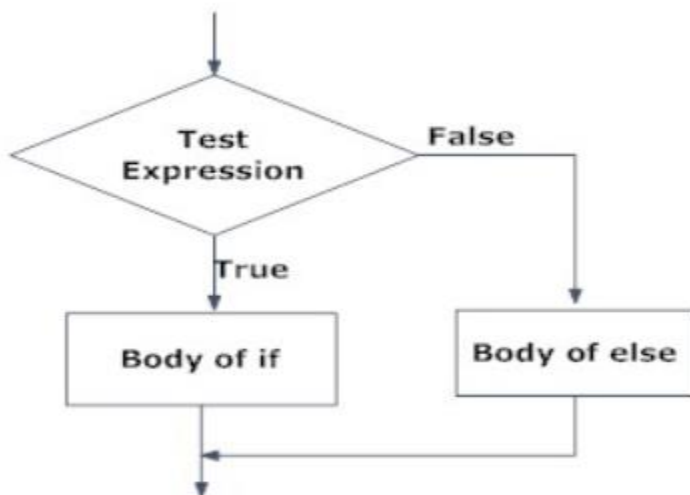 Test
Expression
False
True
Body of if
Body of else